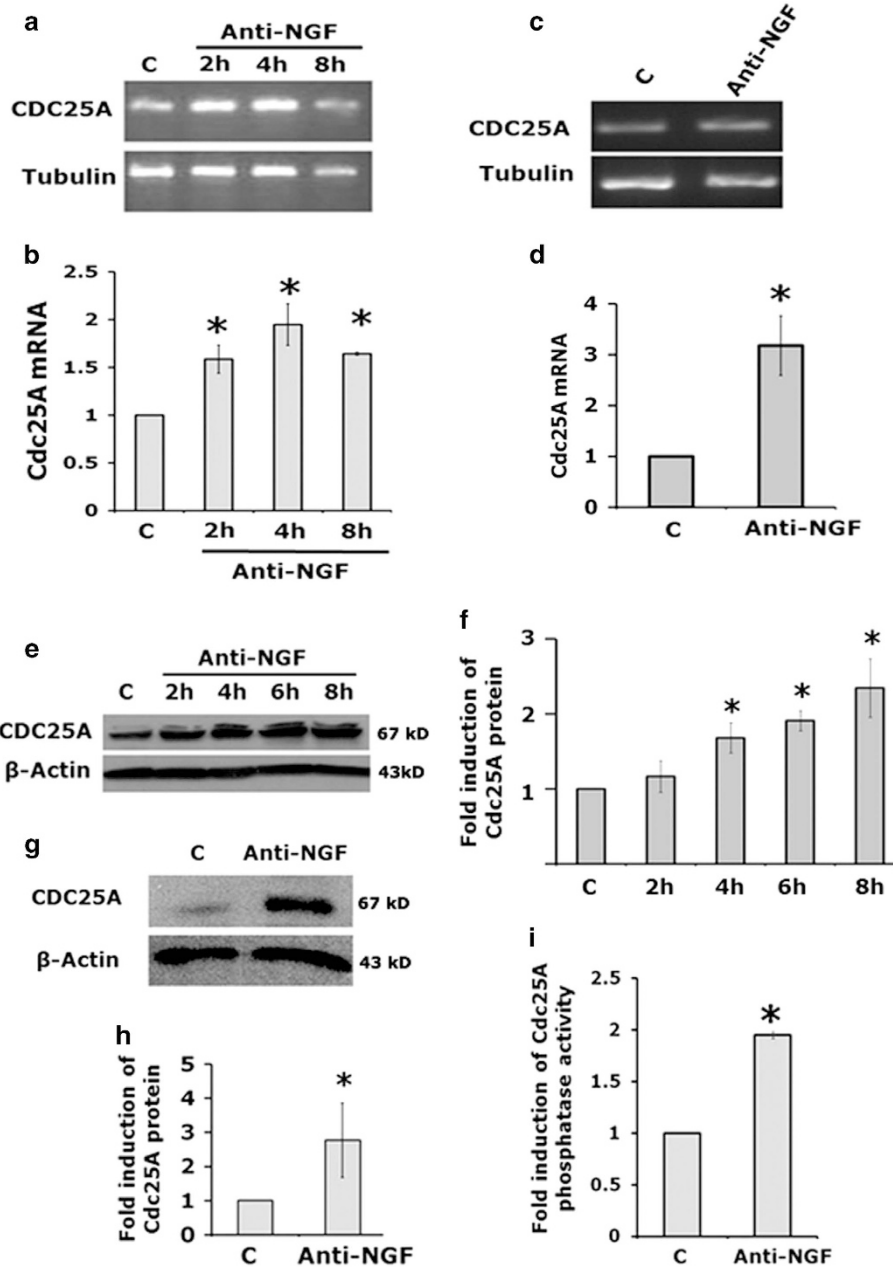 a
Anti-NGF
C 2h 4h 8h
CDC25A
Tubulin
b
2.5
2
1.5
1
0.5
0
Cdc25A mRNA
* * *
C 2h 4h 8h
Anti-NGF
c
C Anti-NGF
CDC25A
Tubulin
d
4
3
2
1
0
Cdc25A mRNA
*
C Anti-NGF
e
Anti-NGF
C 2h 4h 6h 8h
CDC25A 67 kD
β-Actin 43kD
f
3
2
1
Fold induction of
Cdc25A protein
* * *
C 2h 4h 6h 8h
g
C Anti-NGF
CDC25A 67 kD
β-Actin 43 kD
h
5
4
3
2
1
0
Fold induction of
Cdc25A protein
*
C Anti-NGF
i
2.5
2
1.5
1
0.5
0
Fold induction of Cdc25A
phosphatase activity
*
C Anti-NGF